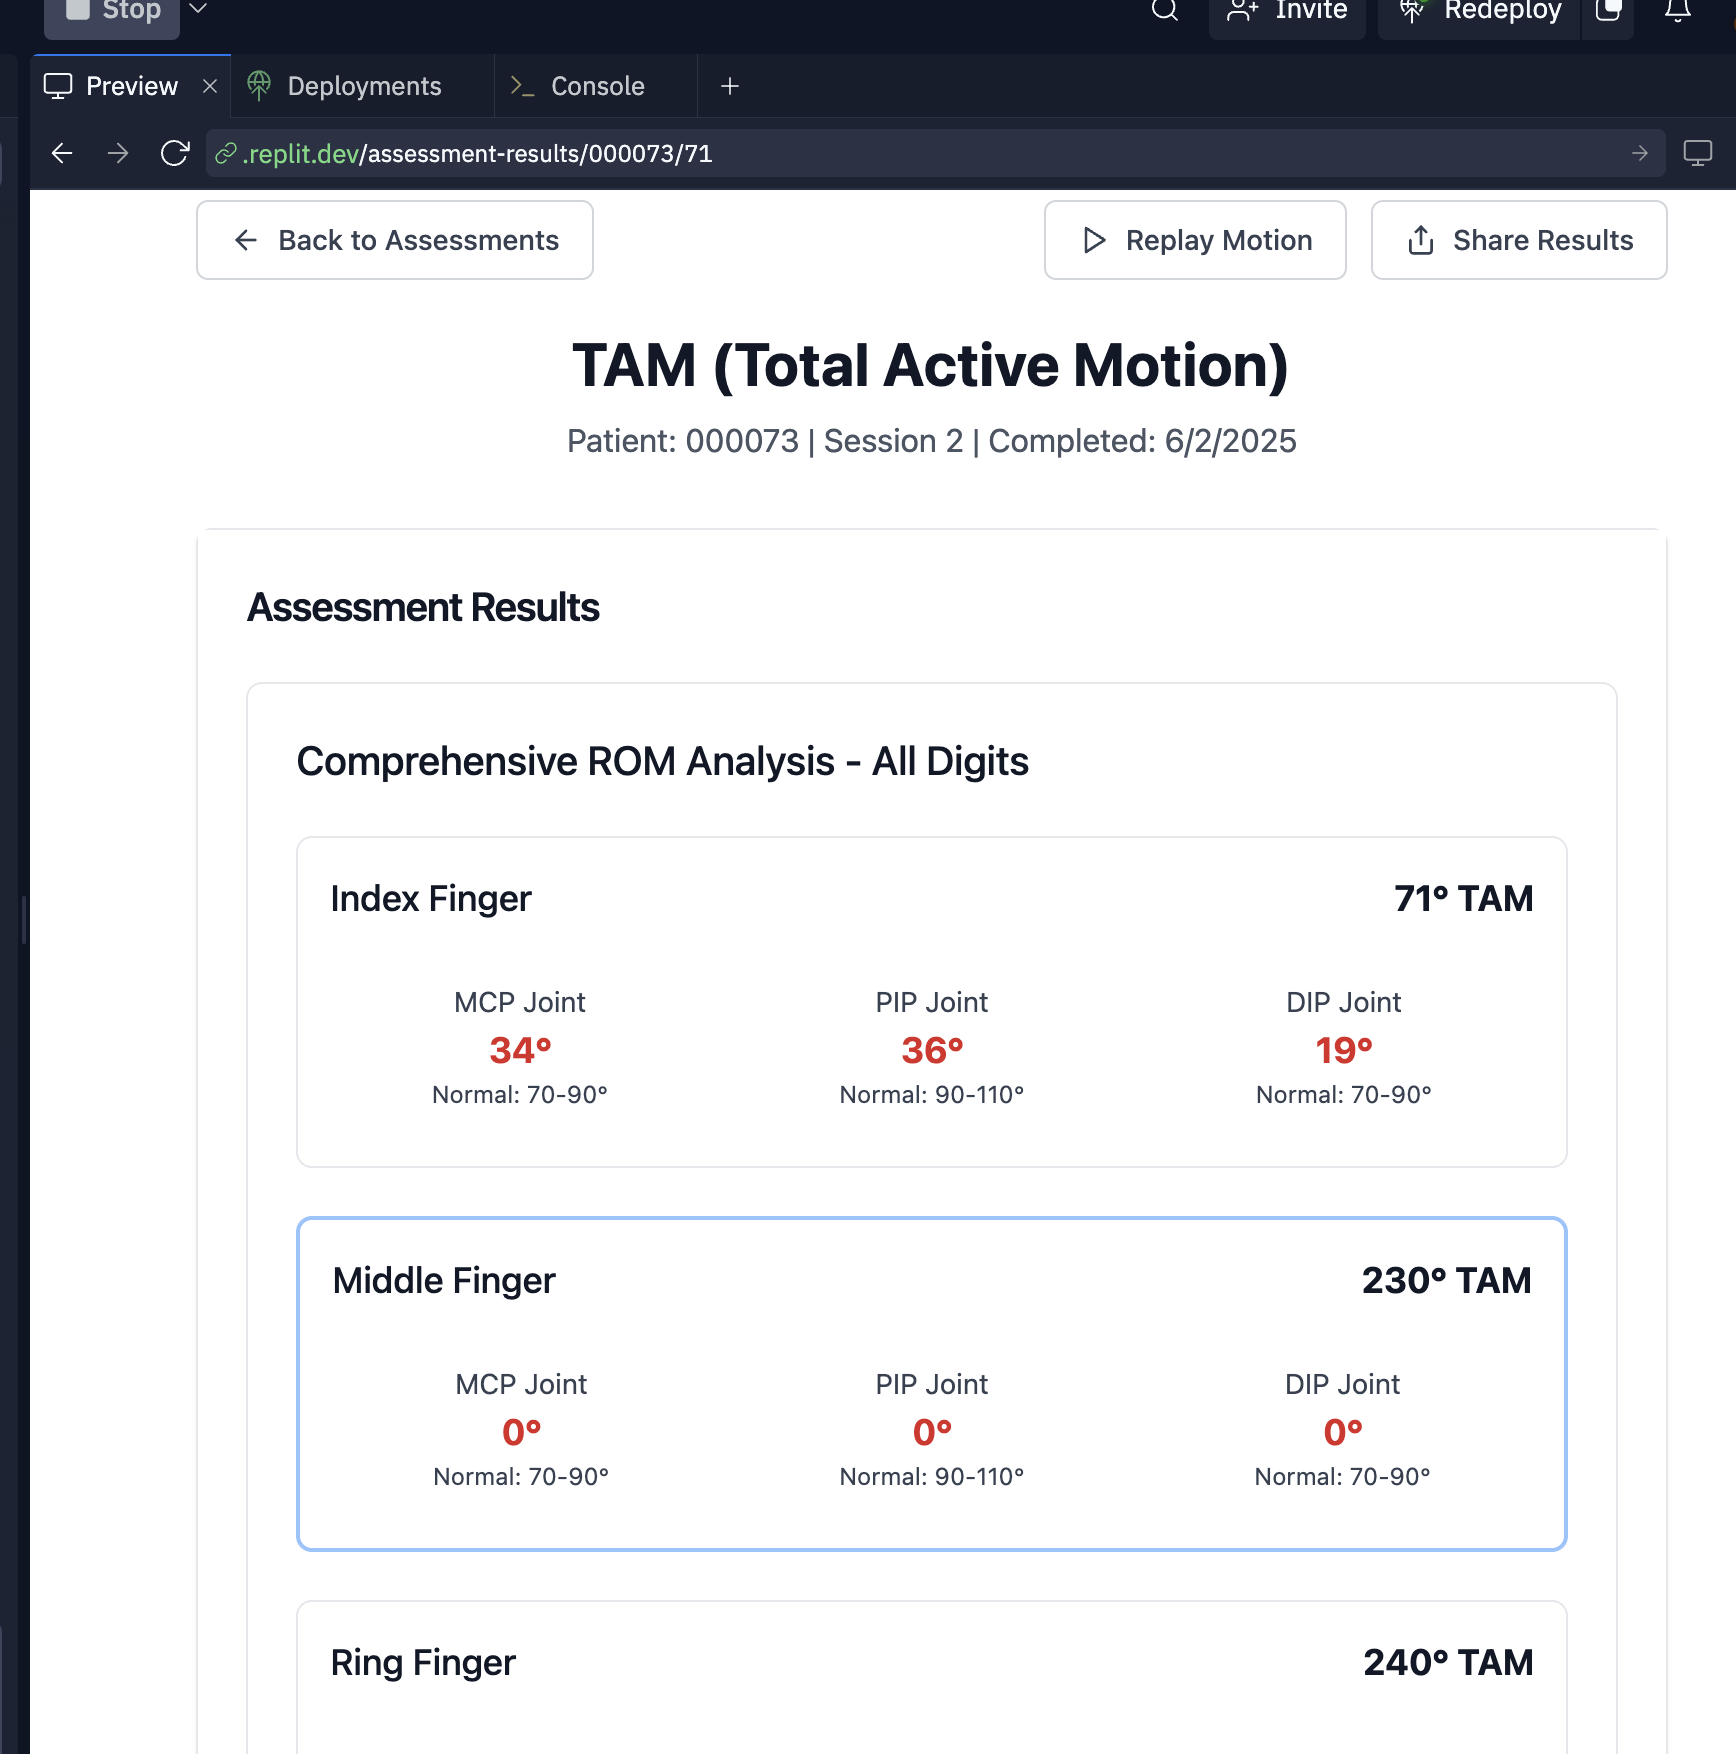 Stop
Invite
Redeploy
Preview
Deployments
Console
.replit.dev/assessment-results/000073/71
Back to Assessments
Replay Motion
Share Results
TAM (Total Active Motion)
Patient: 000073 | Session 2 | Completed: 6/2/2025
Assessment Results
Comprehensive ROM Analysis - All Digits
Index Finger
71° TAM
MCP Joint
34°
Normal: 70-90°
PIP Joint
36°
Normal: 90-110°
DIP Joint
19°
Normal: 70-90°
Middle Finger
230° TAM
MCP Joint
0°
Normal: 70-90°
PIP Joint
0°
Normal: 90-110°
DIP Joint
0°
Normal: 70-90°
Ring Finger
240° TAM